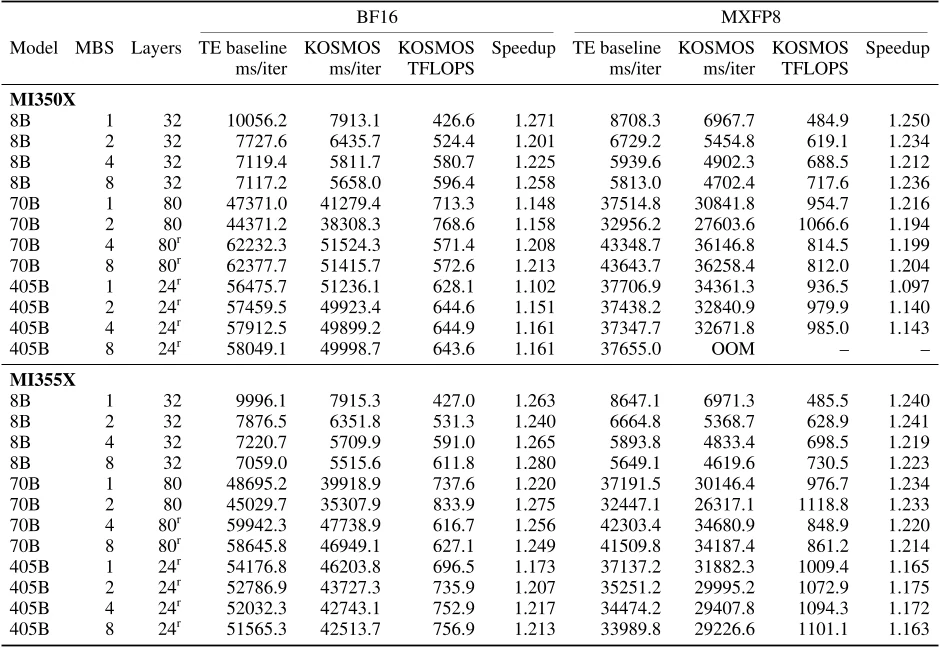 BF16 MXFP8
Model MBS Layers TE baseline KOSMOS KOSMOS Speedup TE baseline KOSMOS KOSMOS Speedup
ms/iter ms/iter TFLOPS ms/iter ms/iter TFLOPS
MI350X
8B 1 32 10056.2 7913.1 426.6 1.271 8708.3 6967.7 484.9 1.250
8B 2 32 7727.6 6435.7 524.4 1.201 6729.2 5454.8 619.1 1.234
8B 4 32 7119.4 5811.7 580.7 1.225 5939.6 4902.3 688.5 1.212
8B 8 32 7117.2 5658.0 596.4 1.258 5813.0 4702.4 717.6 1.236
70B 1 80 47371.0 41279.4 713.3 1.148 37514.8 30841.8 954.7 1.216
70B 2 80 44371.2 38308.3 768.6 1.158 32956.2 27603.6 1066.6 1.194
70B 4 80ʳ 62232.3 51524.3 571.4 1.208 43348.7 36146.8 814.5 1.199
70B 8 80ʳ 62377.7 51415.7 572.6 1.213 43643.7 36258.4 812.0 1.204
405B 1 24ʳ 56475.7 51236.1 628.1 1.102 37706.9 34361.3 936.5 1.097
405B 2 24ʳ 57459.5 49923.4 644.6 1.151 37438.2 32840.9 979.9 1.140
405B 4 24ʳ 57912.5 49899.2 644.9 1.161 37347.7 32671.8 985.0 1.143
405B 8 24ʳ 58049.1 49998.7 643.6 1.161 37655.0 OOM – –
MI355X
8B 1 32 9996.1 7915.3 427.0 1.263 8647.1 6971.3 485.5 1.240
8B 2 32 7876.5 6351.8 531.3 1.240 6664.8 5368.7 628.9 1.241
8B 4 32 7220.7 5709.9 591.0 1.265 5893.8 4833.4 698.5 1.219
8B 8 32 7059.0 5515.6 611.8 1.280 5649.1 4619.6 730.5 1.223
70B 1 80 48695.2 39918.9 737.6 1.220 37191.5 30146.4 976.7 1.234
70B 2 80 45029.7 35307.9 833.9 1.275 32447.1 26317.1 1118.8 1.233
70B 4 80ʳ 59942.3 47738.9 616.7 1.256 42303.4 34680.9 848.9 1.220
70B 8 80ʳ 58645.8 46949.1 627.1 1.249 41509.8 34187.4 861.2 1.214
405B 1 24ʳ 54176.8 46203.8 696.5 1.173 37137.2 31882.3 1009.4 1.165
405B 2 24ʳ 52786.9 43727.3 735.9 1.207 35251.2 29995.2 1072.9 1.175
405B 4 24ʳ 52032.3 42743.1 752.9 1.217 34474.2 29407.8 1094.3 1.172
405B 8 24ʳ 51565.3 42513.7 756.9 1.213 33989.8 29226.6 1101.1 1.163